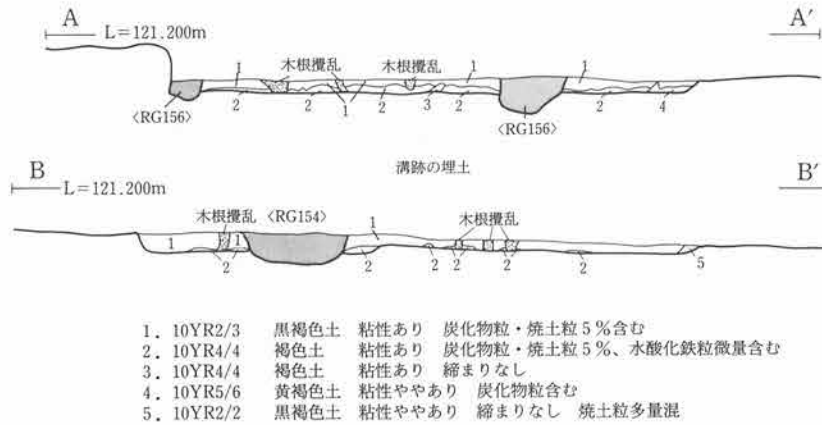 A A′
L=121.200m
木根攪乱 木根攪乱
1 1 1
〈RG156〉 2 2 1 2 3 2 〈RG156〉 2 4
溝跡の埋土
B B′
L=121.200m
木根攪乱 〈RG154〉 1 木根攪乱
1 1
2 2 2 2 2 2 5
1. 10YR2/3 黒褐色土 粘性あり 炭化物粒・焼土粒5%含む
2. 10YR4/4 褐色土 粘性あり 炭化物粒・焼土粒5%、水酸化鉄粒微量含む
3. 10YR4/4 褐色土 粘性あり 締まりなし
4. 10YR5/6 黄褐色土 粘性ややあり 炭化物粒含む
5. 10YR2/2 黒褐色土 粘性ややあり 締まりなし 焼土粒多量混